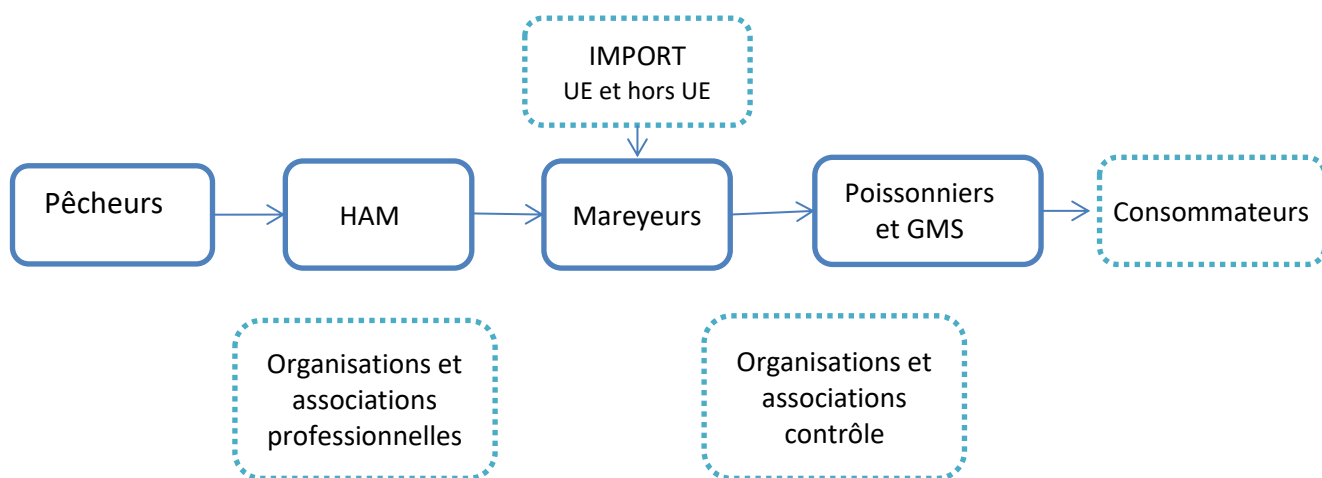 IMPORT
UE et hors UE
Pêcheurs
HAM
Mareyeurs
Poissonniers
et GMS
Consommateurs
Organisations et
associations
professionnelles
Organisations et
associations
contrôle